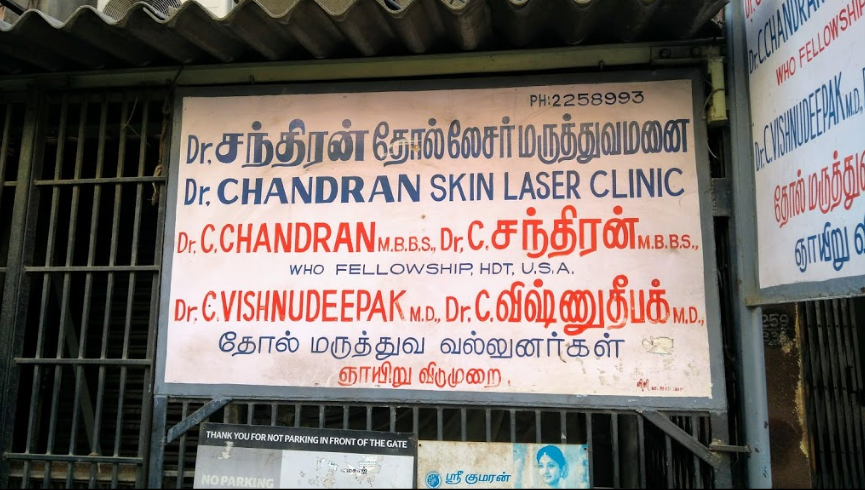 PH:2258993
Dr. சந்திரன் தோல் லேசர் மருத்துவமனை
Dr. CHANDRAN SKIN LASER CLINIC
Dr. C. CHANDRAN M.B.B.S., Dr. C. சந்திரன் M.B.B.S.,
WHO FELLOWSHIP, HDT, U.S.A.
Dr. C. VISHNUDEEPAK M.D., Dr. C. விஷ்ணுதீபக் M.D.,
தோல் மருத்துவ வல்லுனர்கள்
ஞாயிறு விடுமுறை.
C.CHANDRAN
WHO FELLOWSHIP
Dr. C. VISHNUDEEPAK M.D.
தோல்
ஞாயிறு
THANK YOU FOR NOT PARKING IN FRONT OF THE GATE
NO PARKING
ஸ்ரீ குமரன்